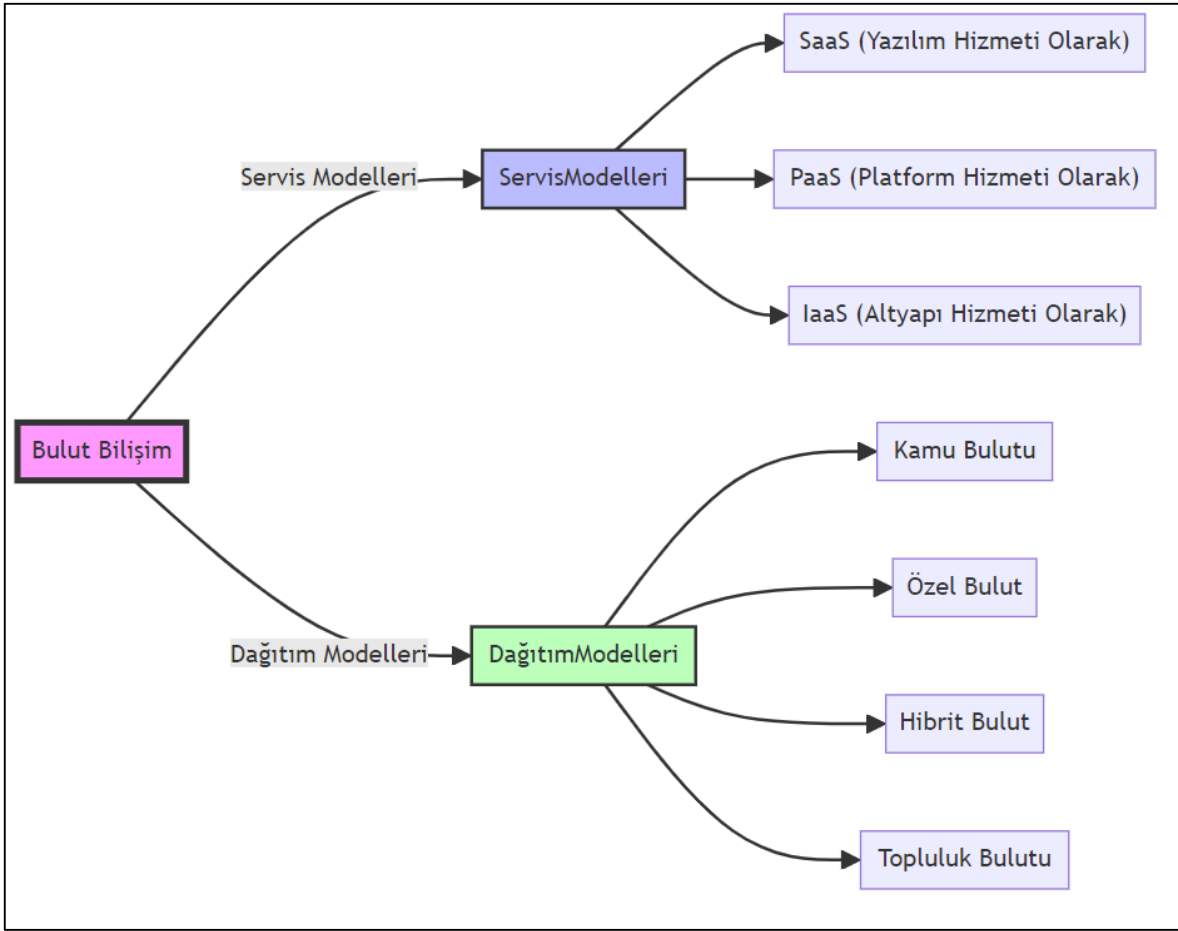 Bulut Bilişim
Servis Modelleri
ServisModelleri
SaaS (Yazılım Hizmeti Olarak)
PaaS (Platform Hizmeti Olarak)
IaaS (Altyapı Hizmeti Olarak)
Dağıtım Modelleri
DağıtımModelleri
Kamu Bulutu
Özel Bulut
Hibrit Bulut
Topluluk Bulutu